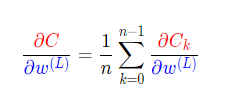 ∂C/∂w^(L) = 1/n ∑_{k=0}^{n−1} ∂C_k/∂w^(L)